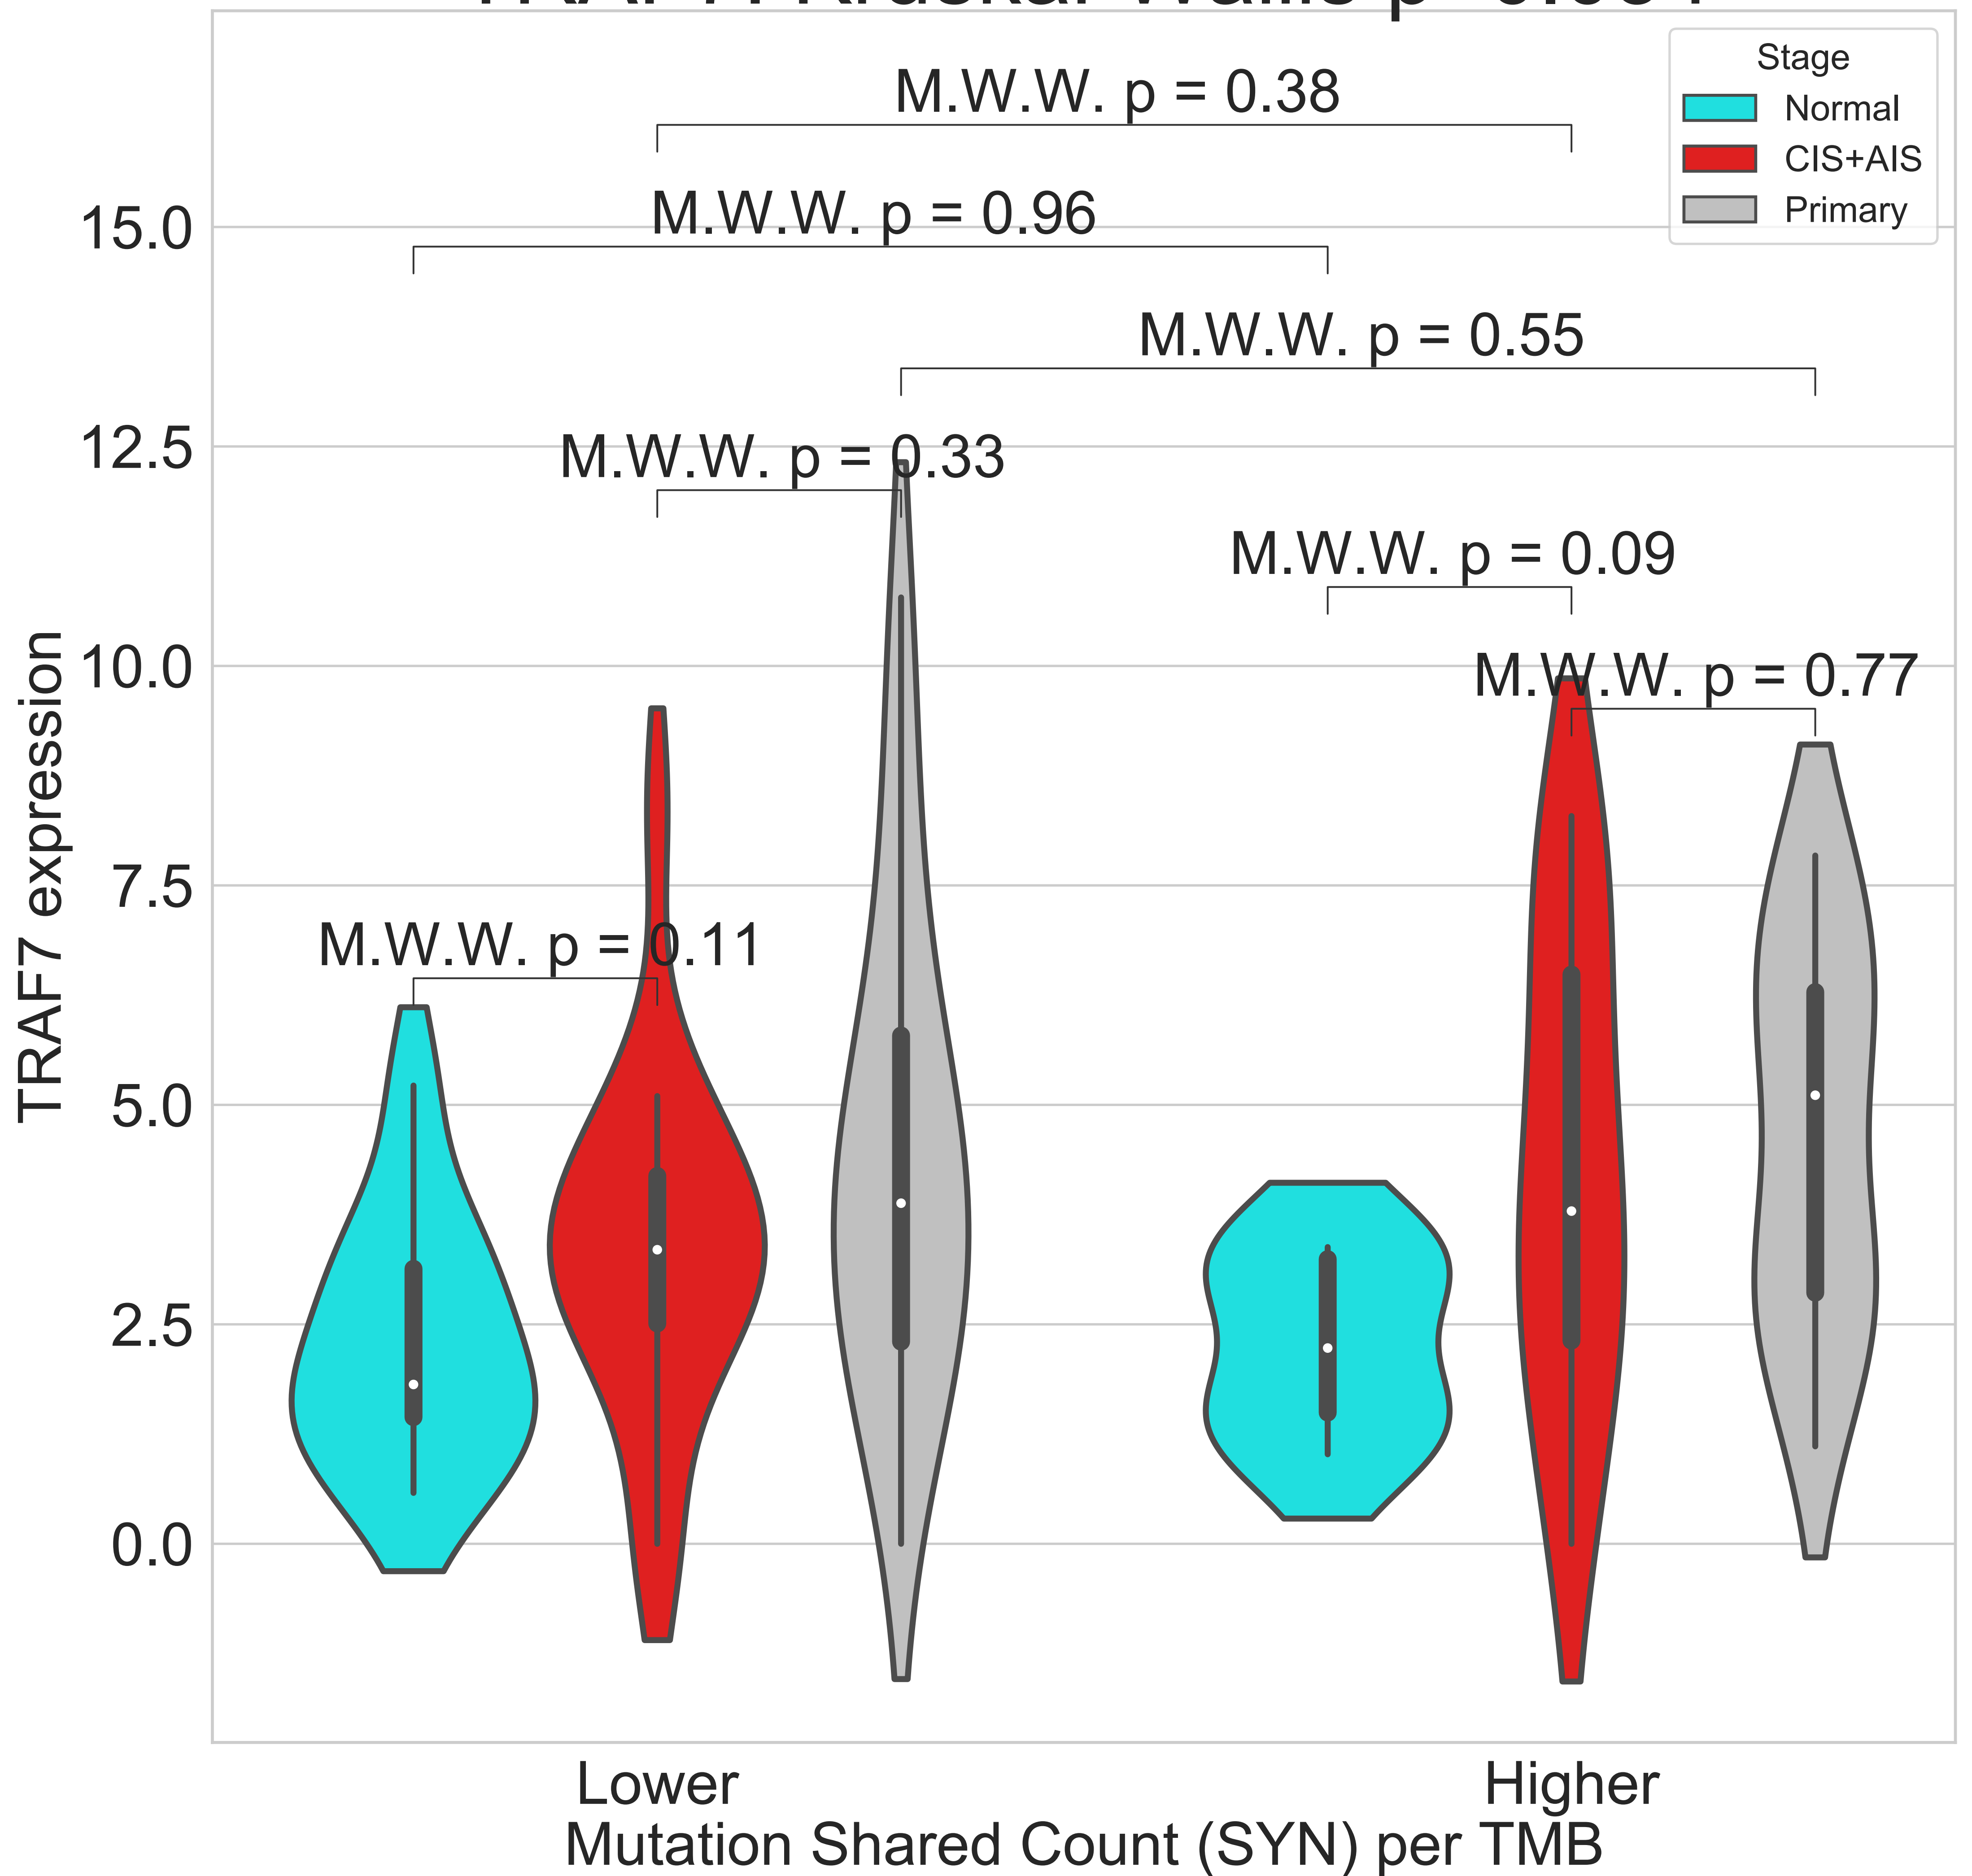 M.W.W. p = 0.38
Stage
Normal
CIS+AIS
Primary
M.W.W. p = 0.96
15.0
M.W.W. p = 0.55
12.5
M.W.W. p = 0.33
M.W.W. p = 0.09
10.0
M.W.W. p = 0.77
7.5
M.W.W. p = 0.11
TRAF7 expression
5.0
2.5
0.0
Lower
Higher
Mutation Shared Count (SYN) per TMB